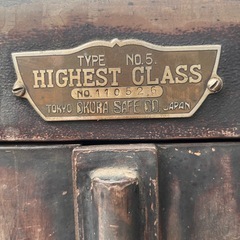 TYPE NO.5.
HIGHEST CLASS
NO.110525
TOKYO OKURA SAFE CO. JAPAN